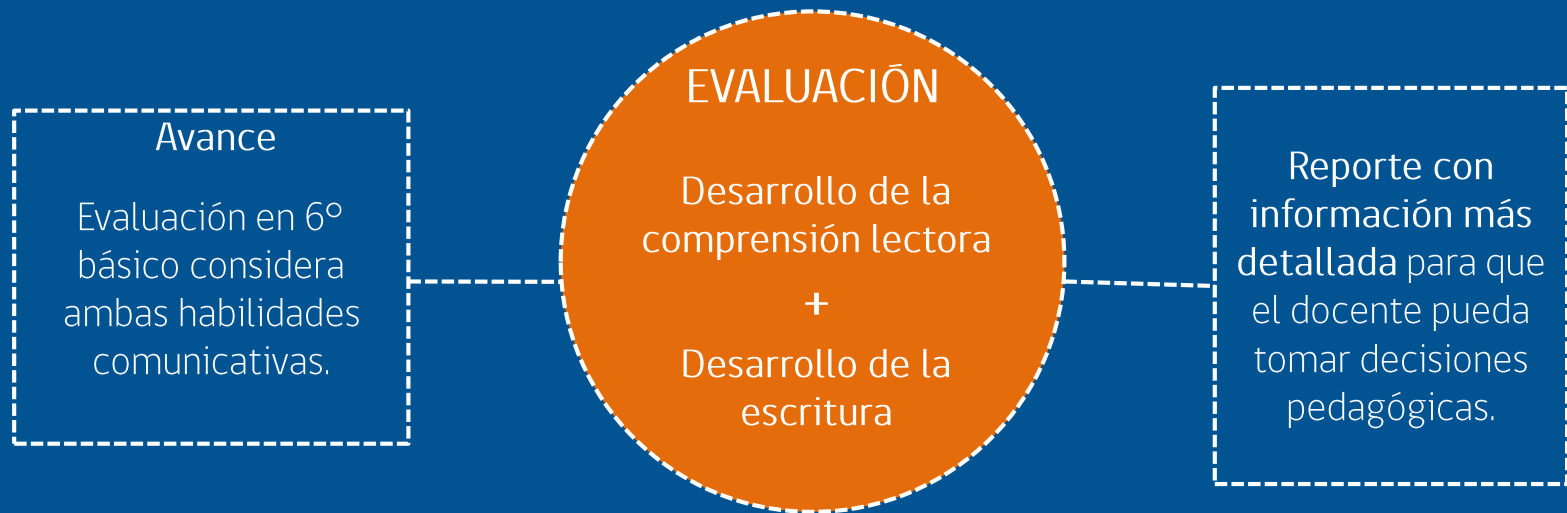 Avance
Evaluación en 6°
básico considera
ambas habilidades
comunicativas.
EVALUACIÓN
Desarrollo de la
comprensión lectora
+
Desarrollo de la
escritura
Reporte con
información más
detallada para que
el docente pueda
tomar decisiones
pedagógicas.